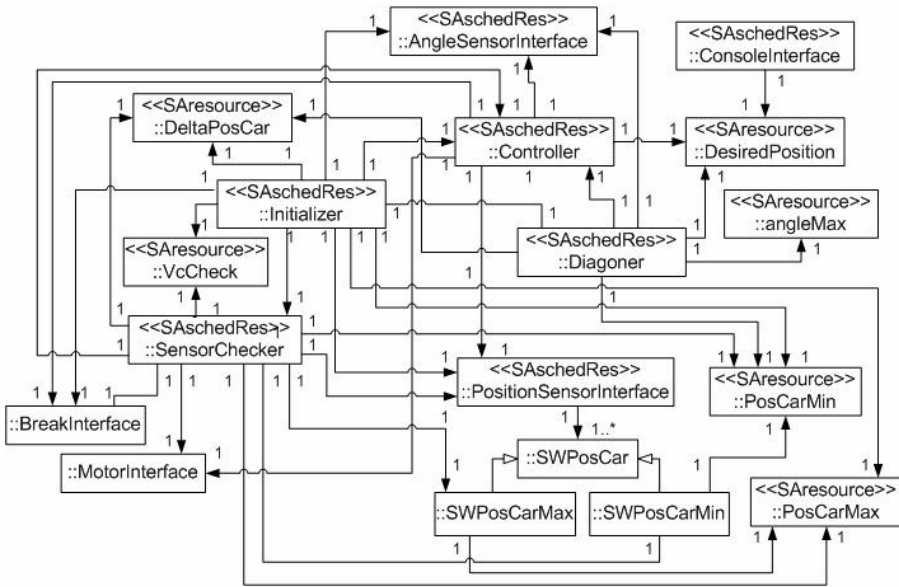 <<SAschedRes>>
::AngleSensorInterface
<<SAschedRes>>
::ConsoleInterface
<<SAresource>>
::DeltaPosCar
<<SAschedRes>>
::Controller
<<SAresource>>
::DesiredPosition
<<SAschedRes>>
::Initializer
<<SAresource>>
::angleMax
<<SAschedRes>>
::Diagoner
<<SAresource>>
::VcCheck
<<SAschedRes>>
::SensorChecker
<<SAschedRes>>
::PositionSensorInterface
<<SAresource>>
::PosCarMin
::BreakInterface
1..*
::MotorInterface
::SWPosCar
::SWPosCarMax
::SWPosCarMin
<<SAresource>>
::PosCarMax